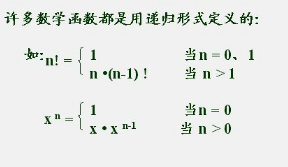 许多数学函数都是用递归形式定义的:
如: n! = { 1 当 n = 0、1
n •(n-1) ! 当 n > 1
xⁿ = { 1 当 n = 0
x • x ⁿ⁻¹ 当 n > 0